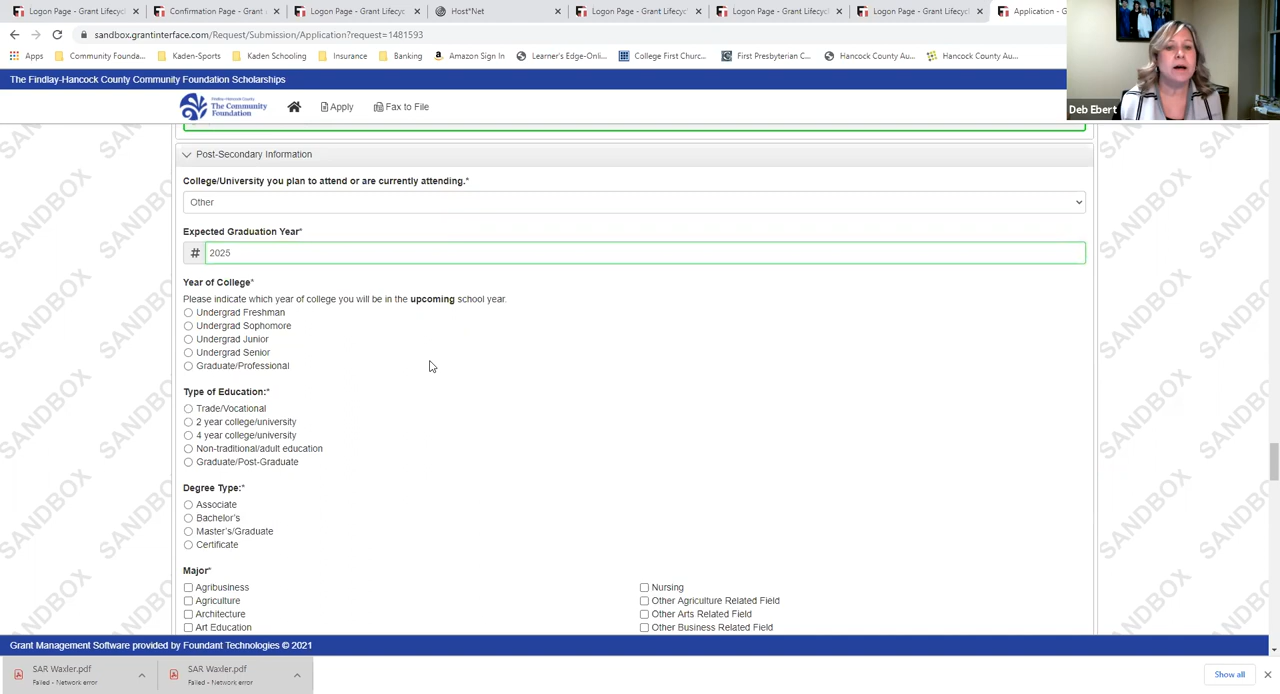 Logon Page - Grant Lifecycl
Confirmation Page - Grant
Logon Page - Grant Lifecycl
Host*Net
Logon Page - Grant Lifecycl
Logon Page - Grant Lifecycl
Logon Page - Grant Lifecycl
Application - G
sandbox.grantinterface.com/Request/Submission/Application?request=1481593
Apps
Community Founda...
Kaden-Sports
Kaden Schooling
Insurance
Banking
Amazon Sign In
Learner's Edge-Onli...
College First Churc...
First Presbyterian C...
Hancock County Au...
Hancock County Au...
Deb Ebert
The Findlay-Hancock County Community Foundation Scholarships
The Community
Foundation
Apply
Fax to File
Post-Secondary Information
College/University you plan to attend or are currently attending.*
Other
Expected Graduation Year*
# 2025
Year of College*
Please indicate which year of college you will be in the upcoming school year.
Undergrad Freshman
Undergrad Sophomore
Undergrad Junior
Undergrad Senior
Graduate/Professional
Type of Education:*
Trade/Vocational
2 year college/university
4 year college/university
Non-traditional/adult education
Graduate/Post-Graduate
Degree Type:*
Associate
Bachelor's
Master's/Graduate
Certificate
Major*
Agribusiness
Nursing
Agriculture
Other Agriculture Related Field
Architecture
Other Arts Related Field
Art Education
Other Business Related Field
SANDBOX
Grant Management Software provided by Foundant Technologies © 2021
SAR Waxler.pdf
Failed - Network error
SAR Waxler.pdf
Failed - Network error
Show all